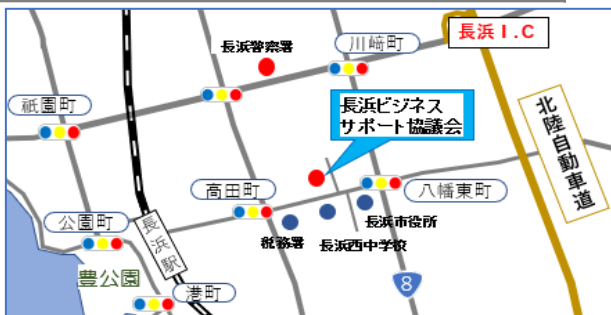 長浜I.C
長浜警察署
川﨑町
祇園町
長浜ビジネス
サポート協議会
北陸自動車道
高田町
八幡東町
公園町
長浜駅
税務署
長浜西中学校
長浜市役所
豊公園
港町
8